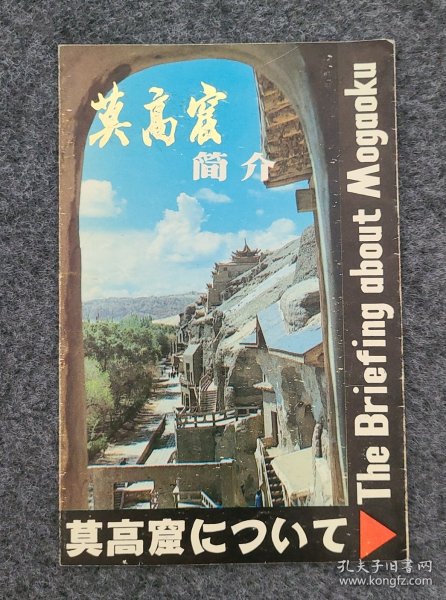 莫高窟
简介
The Briefing about Mogaoku
莫高窟について
孔夫子旧书网
www.kongfz.com